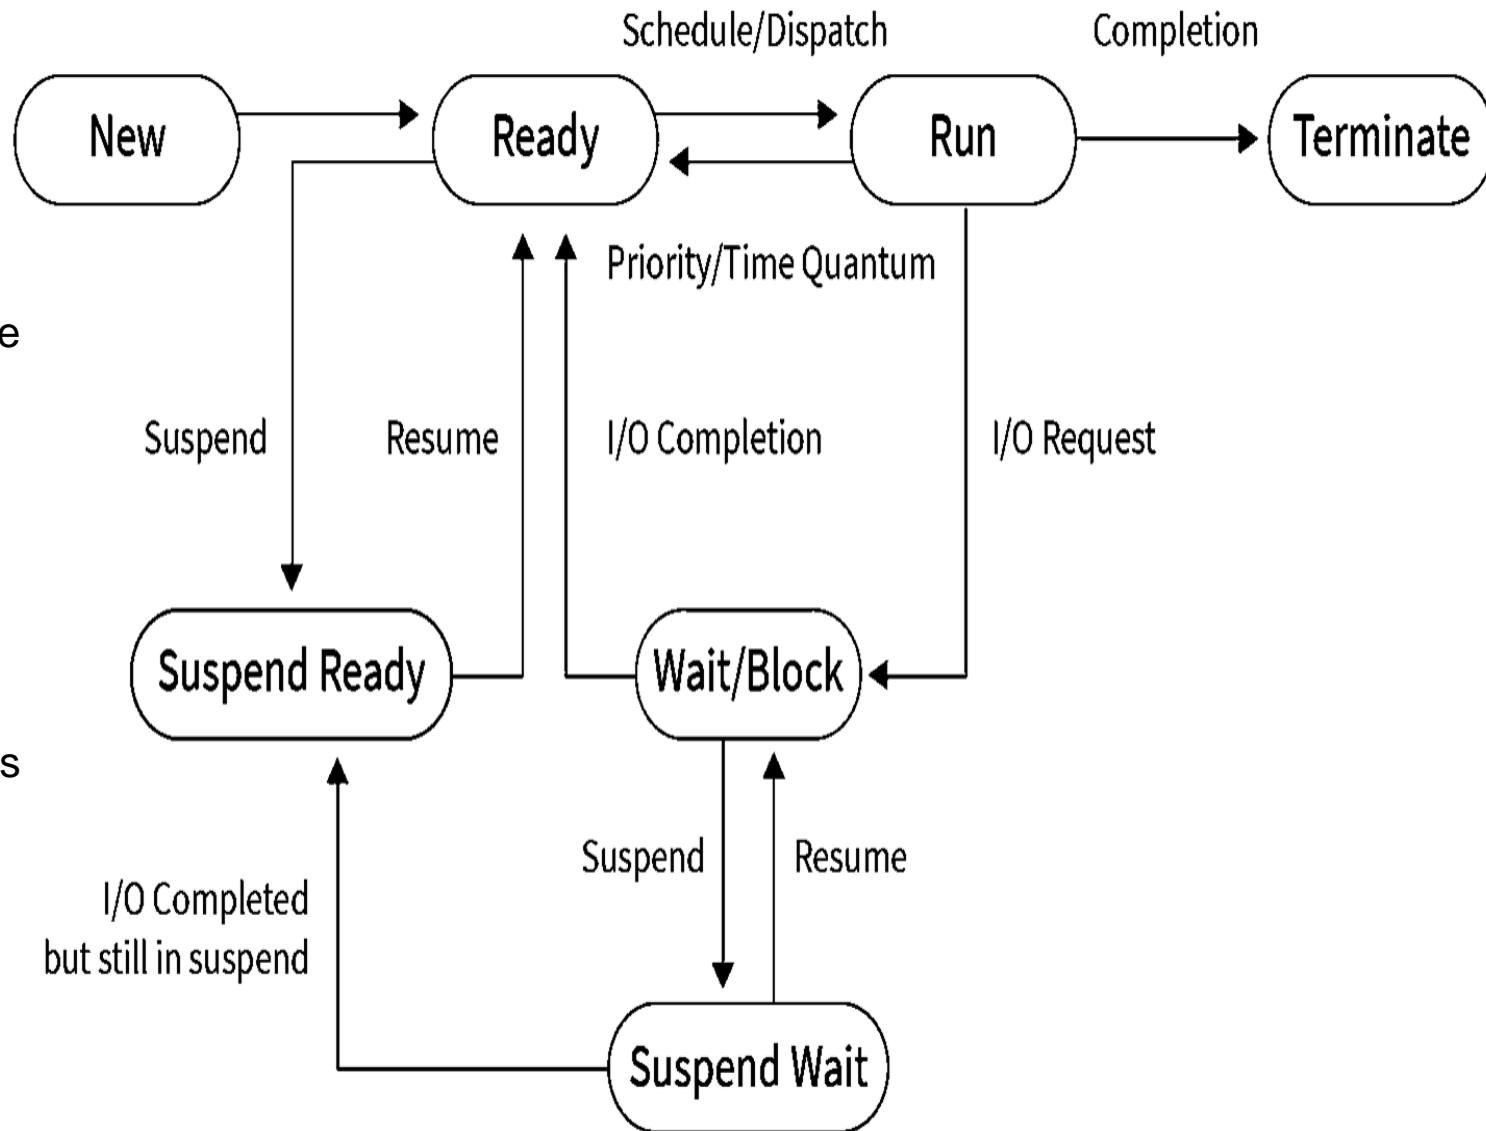 Schedule/Dispatch
Completion
New
Ready
Run
Terminate
Priority/Time Quantum
e
Suspend
Resume
I/O Completion
I/O Request
Suspend Ready
Wait/Block
s
Suspend
Resume
I/O Completed
but still in suspend
Suspend Wait